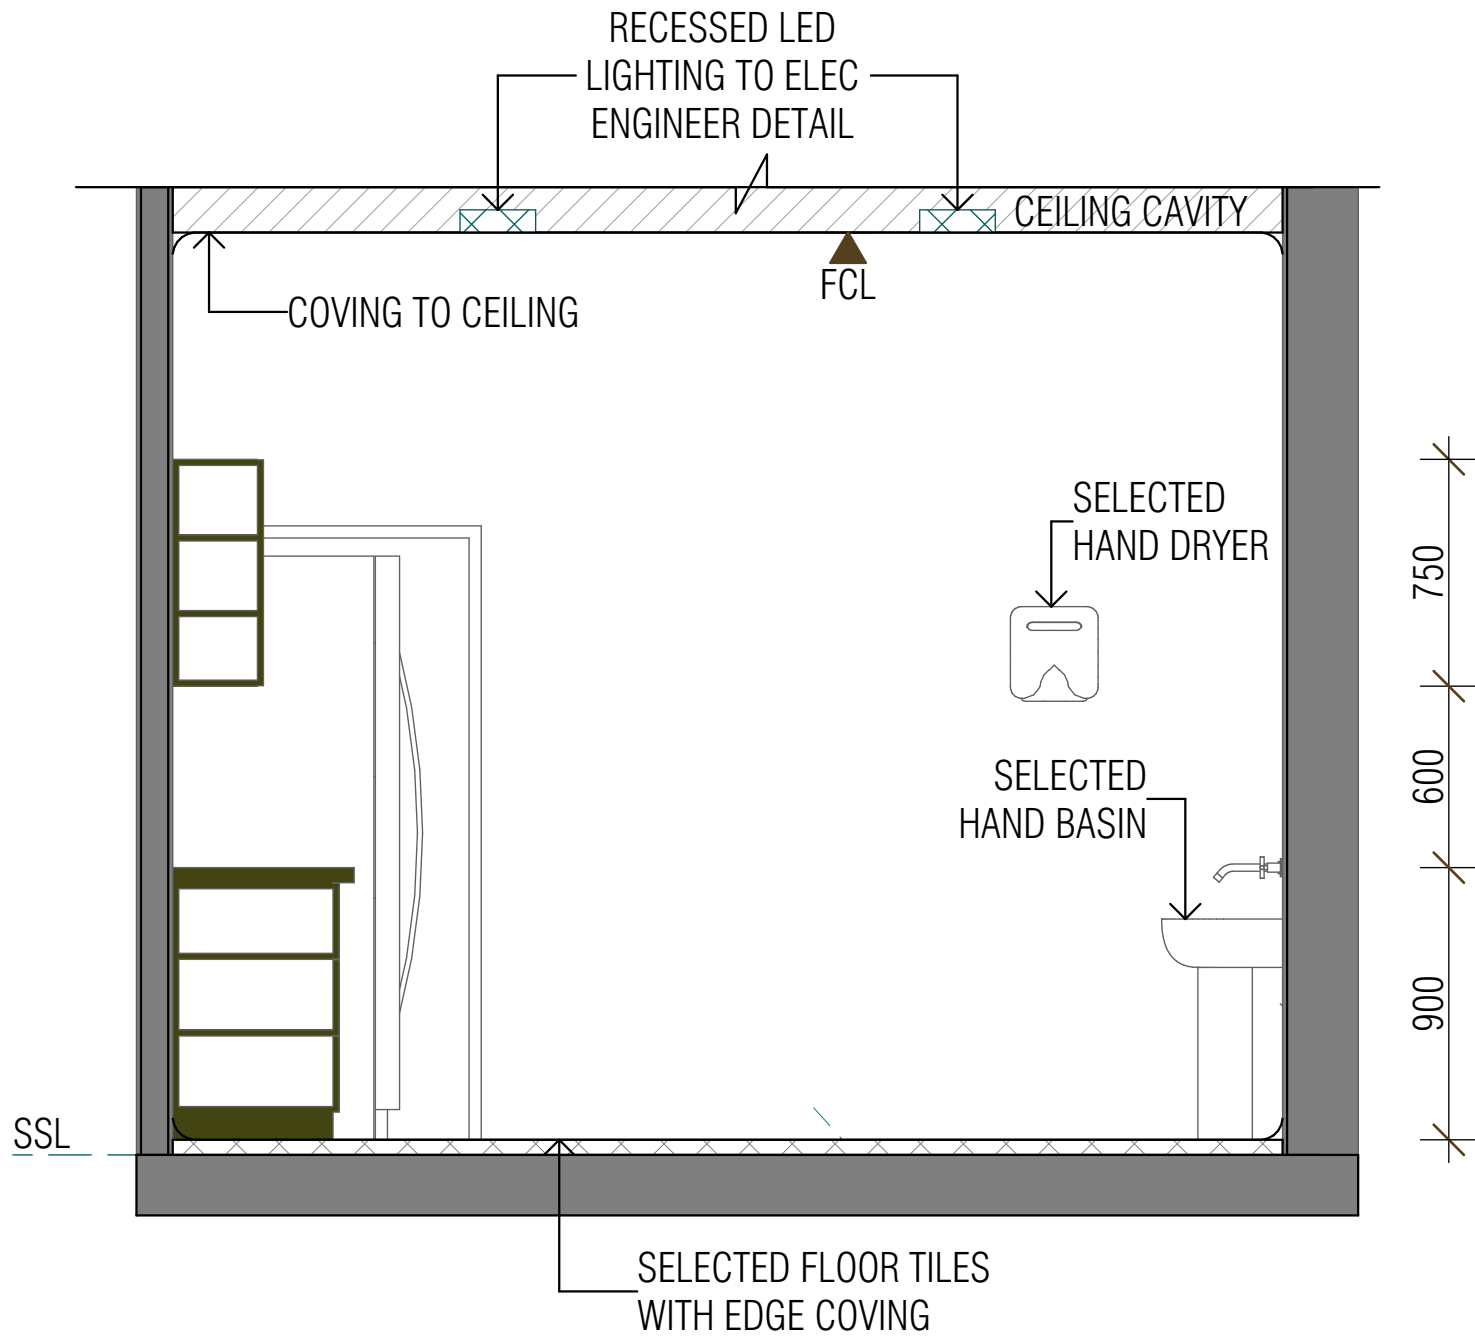 RECESSED LED
LIGHTING TO ELEC
ENGINEER DETAIL
CEILING CAVITY
FCL
COVING TO CEILING
SELECTED
HAND DRYER
750
SELECTED
HAND BASIN
600
900
SSL
SELECTED FLOOR TILES
WITH EDGE COVING